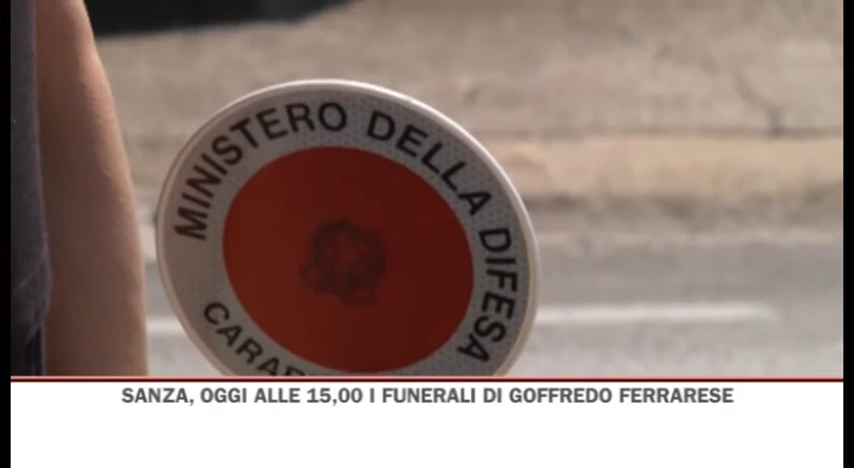 MINISTERO DELLA DIFESA
SANZA, OGGI ALLE 15,00 I FUNERALI DI GOFFREDO FERRARESE